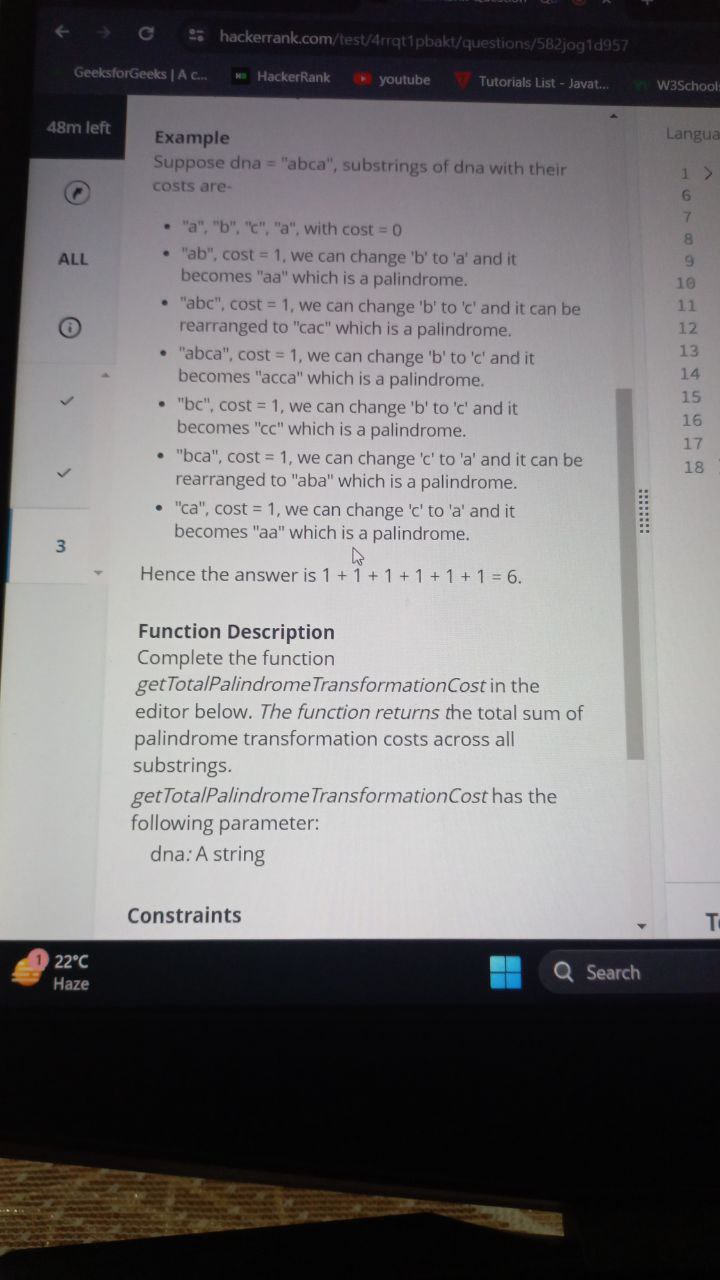 hackerrank.com/test/4rrqt1pbakt/questions/582jog1d957
GeeksforGeeks | A c... HackerRank youtube Tutorials List - Javat... W3School
48m left
ALL
3
Example
Suppose dna = "abca", substrings of dna with their
costs are-
• "a", "b", "c", "a", with cost = 0
• "ab", cost = 1, we can change 'b' to 'a' and it
becomes "aa" which is a palindrome.
• "abc", cost = 1, we can change 'b' to 'c' and it can be
rearranged to "cac" which is a palindrome.
• "abca", cost = 1, we can change 'b' to 'c' and it
becomes "acca" which is a palindrome.
• "bc", cost = 1, we can change 'b' to 'c' and it
becomes "cc" which is a palindrome.
• "bca", cost = 1, we can change 'c' to 'a' and it can be
rearranged to "aba" which is a palindrome.
• "ca", cost = 1, we can change 'c' to 'a' and it
becomes "aa" which is a palindrome.
Hence the answer is 1 + 1 + 1 + 1 + 1 + 1 = 6.
Function Description
Complete the function
getTotalPalindromeTransformationCost in the
editor below. The function returns the total sum of
palindrome transformation costs across all
substrings.
getTotalPalindromeTransformationCost has the
following parameter:
dna: A string
Constraints
Langua
1
6
7
8
9
10
11
12
13
14
15
16
17
18
1
22°C
Haze
Search